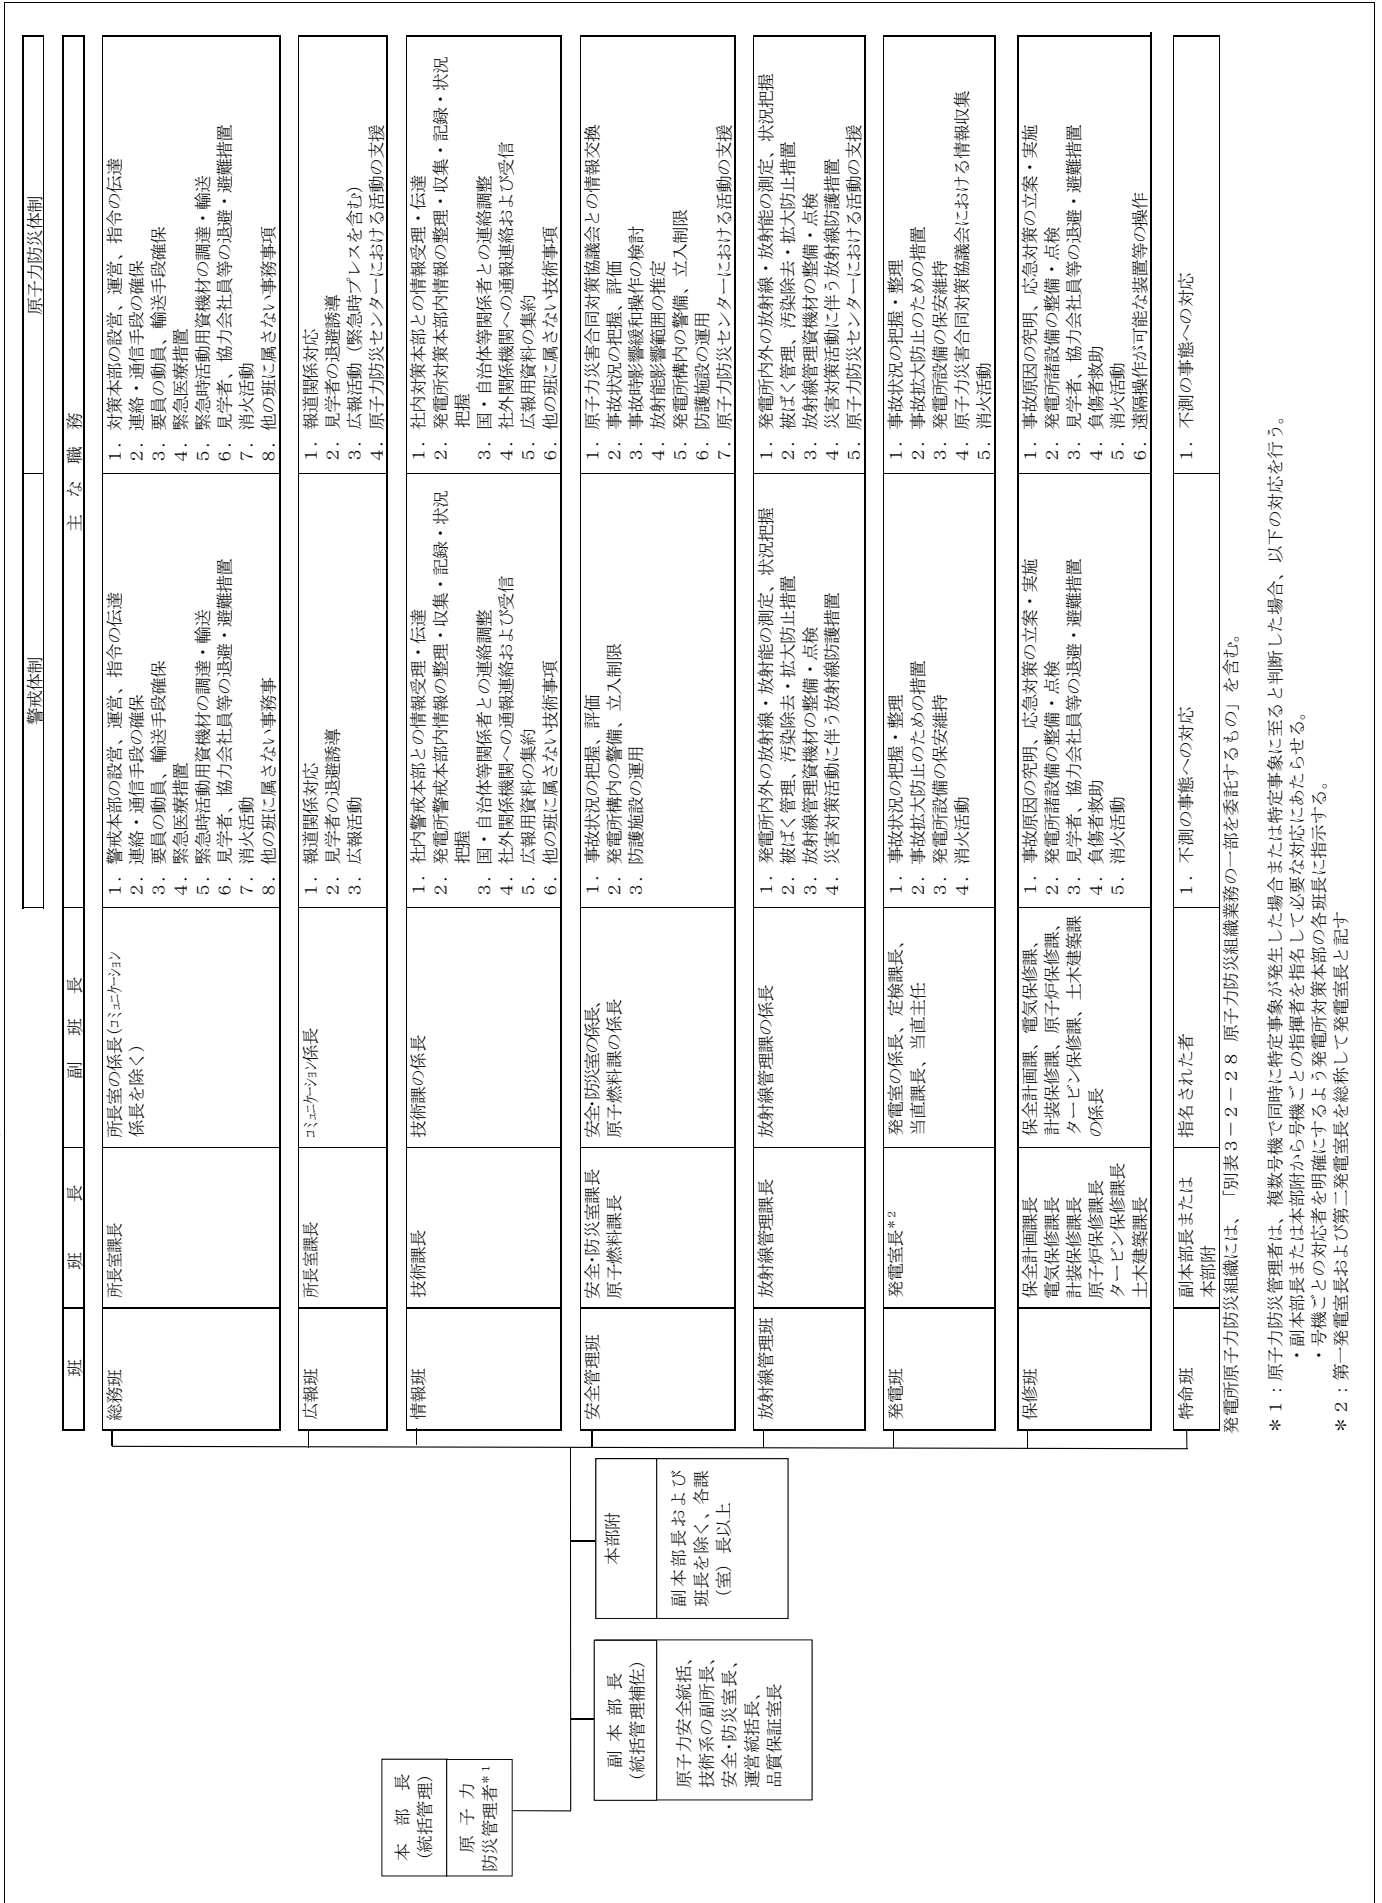 警戒体制
原子力防災体制
班
班　長
副　班　長
主　な　職　務
総務班
所長室課長
所長室の係長(コミュニケーション
係長を除く)
1．警戒本部の設営、運営、指令の伝達
2．連絡・通信手段の確保
3．要員の動員、輸送手段確保
4．緊急医療措置
5．緊急時活動用資機材の調達・輸送
6．見学者、協力会社員等の退避・避難措置
7．消火活動
8．他の班に属さない事務事
1．対策本部の設営、運営、指令の伝達
2．連絡・通信手段の確保
3．要員の動員、輸送手段確保
4．緊急医療措置
5．緊急時活動用資機材の調達・輸送
6．見学者、協力会社員等の退避・避難措置
7．消火活動
8．他の班に属さない事務事項
広報班
所長室課長
コミュニケーション係長
1．報道関係対応
2．見学者の退避誘導
3．広報活動
1．報道関係対応
2．見学者の退避誘導
3．広報活動（緊急時プレスを含む）
4．原子力防災センターにおける活動の支援
情報班
技術課長
技術課の係長
1．社内警戒本部との情報受理・伝達
2．発電所警戒本部内情報の整理・収集・記録・状況
把握
3．国・自治体等関係者との連絡調整
4．社外関係機関への通報連絡および受信
5．広報用資料の集約
6．他の班に属さない技術事項
1．社内対策本部との情報受理・伝達
2．発電所対策本部内情報の整理・収集・記録・状況
把握
3．国・自治体等関係者との連絡調整
4．社外関係機関への通報連絡および受信
5．広報用資料の集約
6．他の班に属さない技術事項
安全管理班
安全・防災室課長
原子燃料課長
安全・防災室の係長、
原子燃料課の係長
1．事故状況の把握、評価
2．発電所構内の警備、立入制限
3．防護施設の運用
1．原子力災害合同対策協議会との情報交換
2．事故状況の把握、評価
3．事故時影響緩和操作の検討
4．放射能影響範囲の推定
5．発電所構内の警備、立入制限
6．防護施設の運用
7．原子力防災センターにおける活動の支援
放射線管理班
放射線管理課長
放射線管理課の係長
1．発電所内外の放射線・放射能の測定、状況把握
2．被ばく管理、汚染除去・拡大防止措置
3．放射線管理資機材の整備・点検
4．災害対策活動に伴う放射線防護措置
1．発電所内外の放射線・放射能の測定、状況把握
2．被ばく管理、汚染除去・拡大防止措置
3．放射線管理資機材の整備・点検
4．災害対策活動に伴う放射線防護措置
5．原子力防災センターにおける活動の支援
発電班
発電室長＊2
発電室の係長、定検課長、
当直課長、当直主任
1．事故状況の把握・整理
2．事故拡大防止のための措置
3．発電所設備の保安維持
4．消火活動
1．事故状況の把握・整理
2．事故拡大防止のための措置
3．発電所設備の保安維持
4．原子力災害合同対策協議会における情報収集
5．消火活動
保修班
保全計画課長
電気保修課長
計装保修課長
原子炉保修課長
タービン保修課長
土木建築課長
保全計画課、電気保修課、
計装保修課、原子炉保修課、
タービン保修課、土木建築課
の係長
1．事故原因の究明、応急対策の立案・実施
2．発電所諸設備の整備・点検
3．見学者、協力会社員等の退避・避難措置
4．負傷者救助
5．消火活動
1．事故原因の究明、応急対策の立案・実施
2．発電所諸設備の整備・点検
3．見学者、協力会社員等の退避・避難措置
4．負傷者救助
5．消火活動
6．遠隔操作が可能な装置等の操作
特命班
副本部長または
本部附
指名された者
1．不測の事態への対応
1．不測の事態への対応
本　部　長
(統括管理)
原　子　力
防災管理者＊1
副　本　部　長
(統括管理補佐)
原子力安全統括、
技術系の副所長、
安全・防災室長、
運営統括長、
品質保証室長
本部附
副本部長および
班長を除く、各課
（室）長以上
発電所原子力防災組織には、「別表3－2－28　原子力防災組織業務の一部を委託するもの」を含む。
＊1：原子力防災管理者は、複数号機で同時に特定事象が発生した場合または特定事象に至ると判断した場合、以下の対応を行う。
・副本部長または本部附から号機ごとの指揮者を指名して必要な対応にあたらせる。
・号機ごとの対応者を明確にするよう発電所対策本部の各班長に指示する。
＊2：第一発電室長および第二発電室長を総称して発電室長と記す